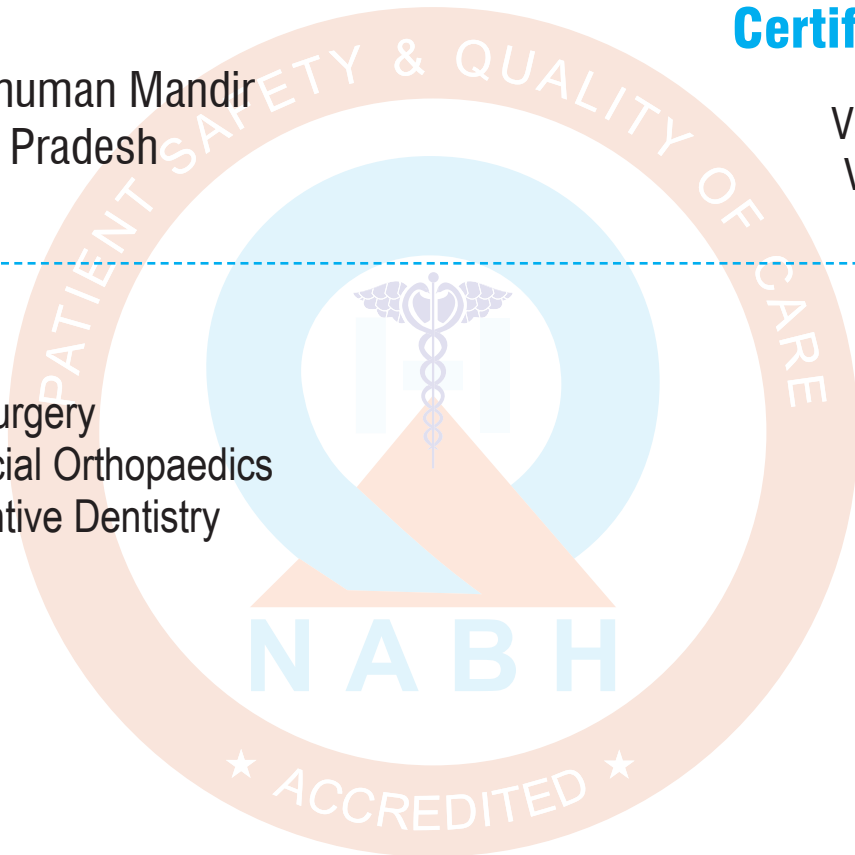 Certif
human Mandir
Pradesh
V
V
PATIENT SAFETY & QUALITY OF CARE
urgery
cial Orthopaedics
ntive Dentistry
NABH
★ ACCREDITED ★